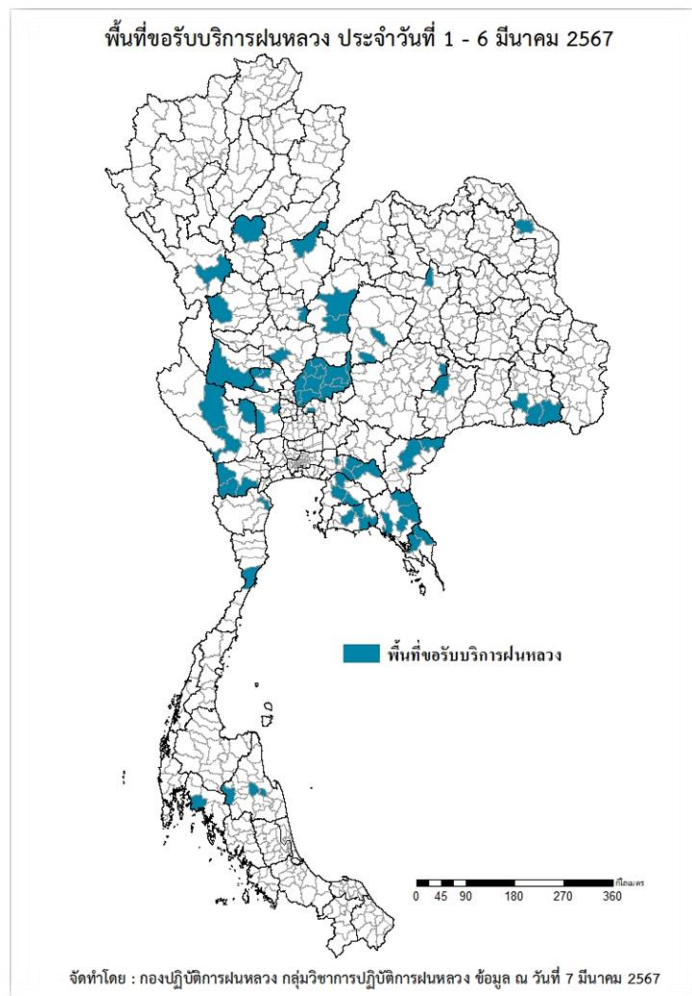 พื้นที่ขอรับบริการฝนหลวง ประจำวันที่ 1 - 6 มีนาคม 2567
พื้นที่ขอรับบริการฝนหลวง
กิโลเมตร
0 45 90 180 270 360
จัดทำโดย : กองปฏิบัติการฝนหลวง กลุ่มวิชาการปฏิบัติการฝนหลวง ข้อมูล ณ วันที่ 7 มีนาคม 2567